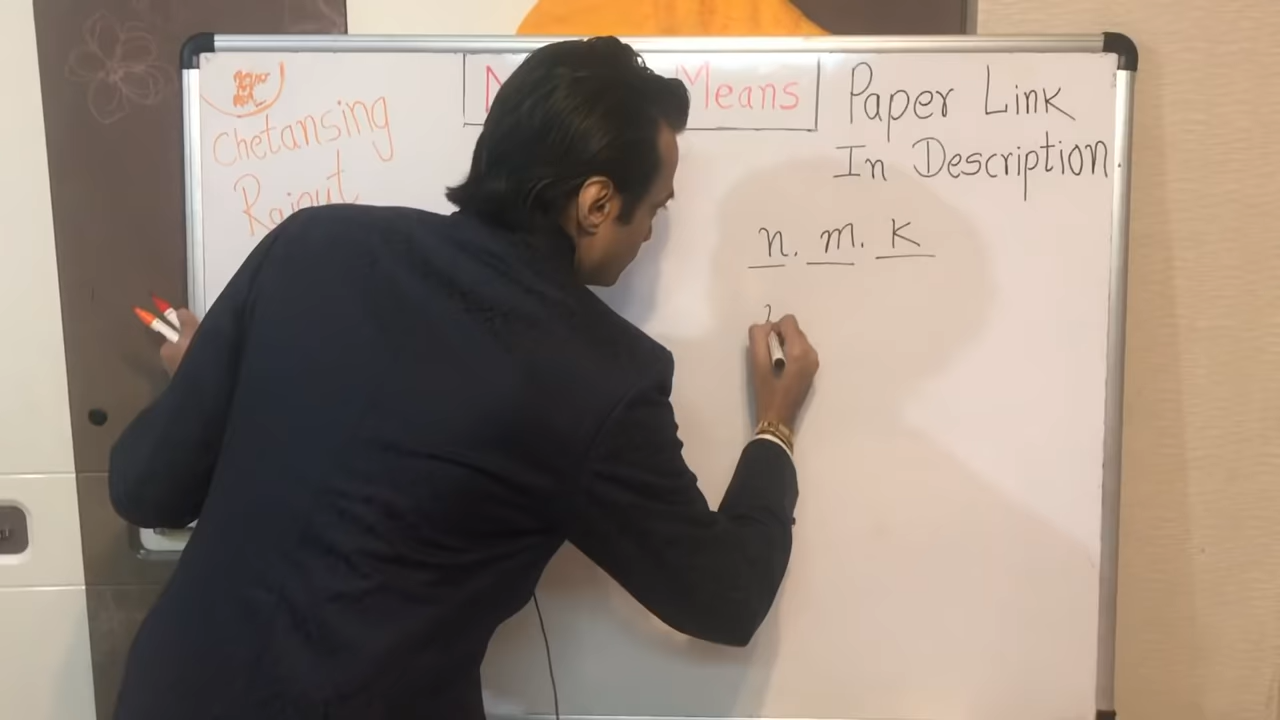 Chetansing
Rajput
Means
Paper Link
In Description.
n. m. K